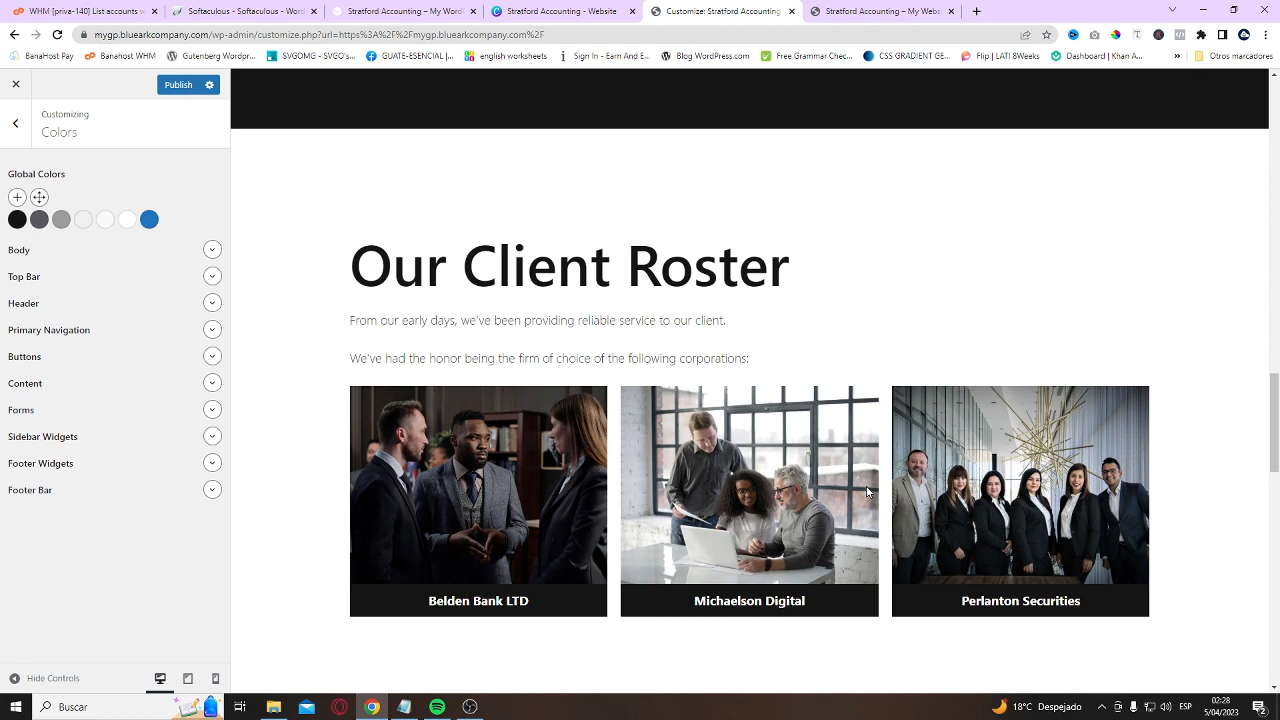 WHM [priva-140] List accounts v
Softaculous - Softaculous - Word
Stratford Accounting - My Word
Stratford Accounting - Website
Customize: Stratford Accounting
Stratford Accounting – My Web
mygp.bluearkcompany.com/wp-admin/customize.php?url=https%3A%2F%2Fmygp.bluearkcompany.com%2F
BanaHost Pay
Banahost WHM
Gutenberg Wordpr...
SVGOMG - SVGO's...
GUATE-ESENCIAL |...
english worksheets
Sign In - Earn And E...
Blog WordPress.com
Free Grammar Chec...
CSS GRADIENT GE...
Flip | LATI 8Weeks
Dashboard | Khan A...
»
Otros marcadores
Publish
Customizing
Colors
Global Colors
Body
Top Bar
Header
Primary Navigation
Buttons
Content
Forms
Sidebar Widgets
Footer Widgets
Footer Bar
Hide Controls
Our Client Roster
From our early days, we've been providing reliable service to our client.
We've had the honor being the firm of choice of the following corporations:
Belden Bank LTD
Michaelson Digital
Perlanton Securities
Buscar
18°C Despejado
ESP
02:28
5/04/2023